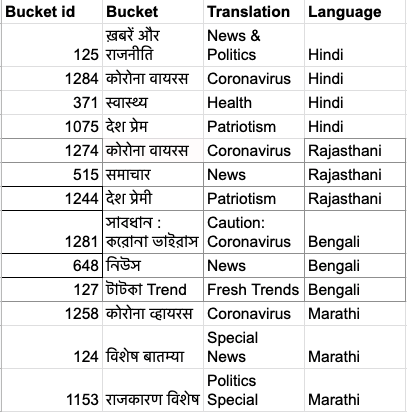 Bucket id Bucket Translation Language
ख़बरें और News &
125 राजनीति Politics Hindi
1284 कोरोना वायरस Coronavirus Hindi
371 स्वास्थ्य Health Hindi
1075 देश प्रेम Patriotism Hindi
1274 कोरोना वायरस Coronavirus Rajasthani
515 समाचार News Rajasthani
1244 देश प्रेमी Patriotism Rajasthani
সাবধান : Caution:
1281 করোনা ভাইরাস Coronavirus Bengali
648 নিউস News Bengali
127 টাটকা Trend Fresh Trends Bengali
1258 कोरोना व्हायरस Coronavirus Marathi
Special
124 विशेष बातम्या News Marathi
Politics
1153 राजकारण विशेष Special Marathi